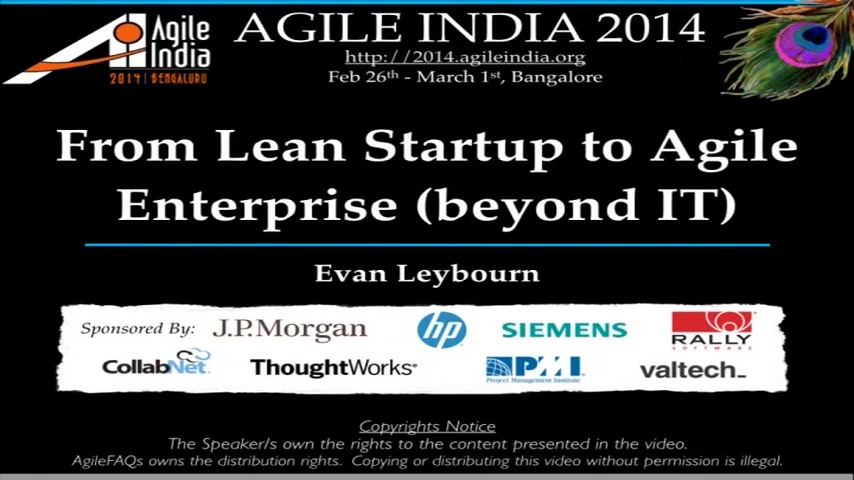 Agile India
2014 | BENGALURU
AGILE INDIA 2014
http://2014.agileindia.org
Feb 26th - March 1st, Bangalore
From Lean Startup to Agile
Enterprise (beyond IT)
Evan Leybourn
Sponsored By: J.P.Morgan hp SIEMENS RALLY SOFTWARE
CollabNet ThoughtWorks® PMI Project Management Institute valtech_
Copyrights Notice
The Speaker/s own the rights to the content presented in the video.
AgileFAQs owns the distribution rights. Copying or distributing this video without permission is illegal.